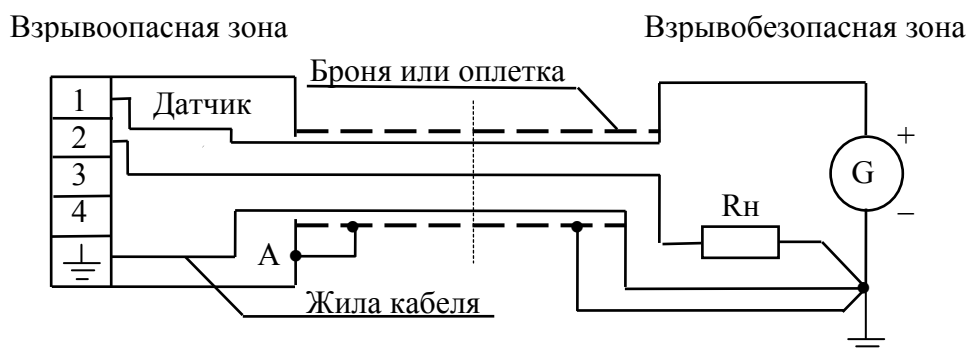 Взрывоопасная зона
Взрывобезопасная зона
Броня или оплетка
1
Датчик
2
3
4
А
Жила кабеля
Rн
+
G
–